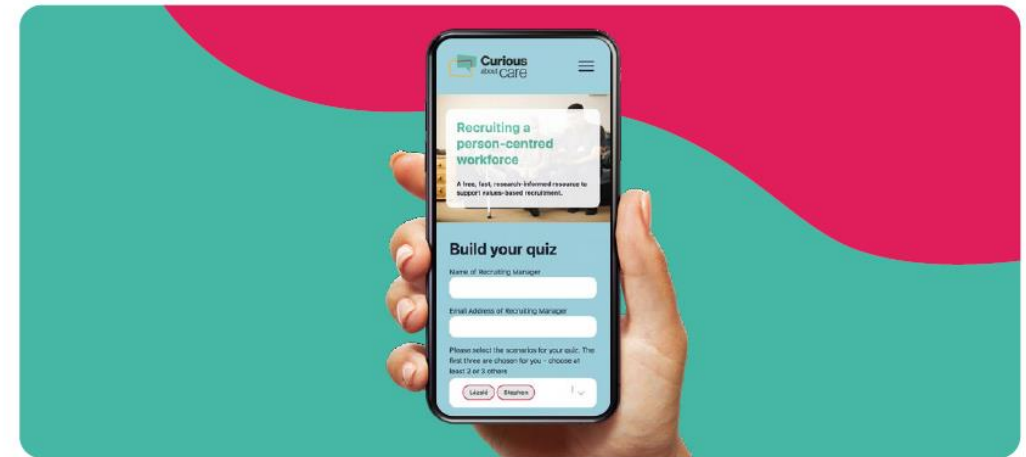 Curious
about care
Recruiting a
person-centred
workforce
A free, fast, research-informed resource to
support values-based recruitment.
Build your quiz
Name of Recruiting Manager
Email Address of Recruiting Manager
Please select the scenarios for your quiz. The
first three are chosen for you - choose at
least 2 or 3 others
Stephen